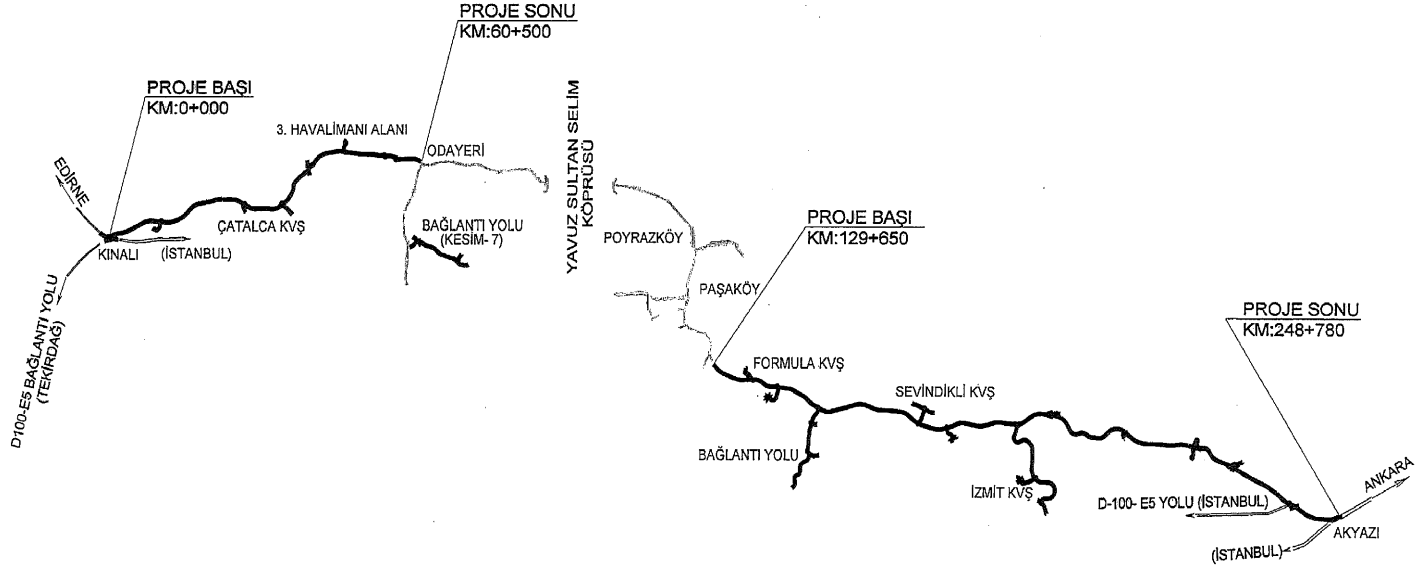 PROJE SONU
KM:60+500
PROJE BAŞI
KM:0+000
3. HAVALİMANI ALANI
ODAYERİ
EDİRNE
ÇATALCA KVŞ
BAĞLANTI YOLU
(KESİM- 7)
KINALI
(İSTANBUL)
D100-E5 BAĞLANTI YOLU
(TEKİRDAĞ)
YAVUZ SULTAN SELİM
KÖPRÜSÜ
POYRAZKÖY
PAŞAKÖY
PROJE BAŞI
KM:129+650
FORMULA KVŞ
SEVİNDİKLİ KVŞ
BAĞLANTI YOLU
İZMİT KVŞ
PROJE SONU
KM:248+780
D-100- E5 YOLU (İSTANBUL)
ANKARA
AKYAZI
(İSTANBUL)